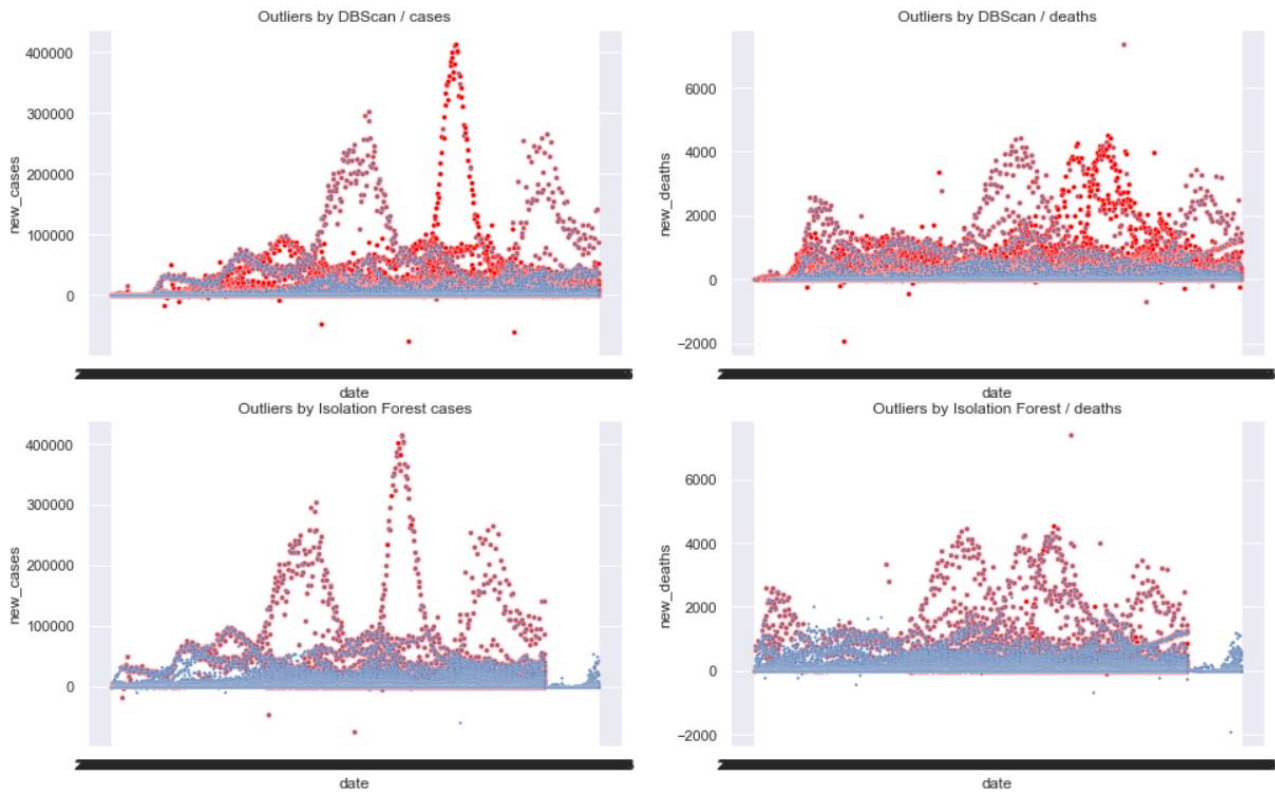 Outliers by DBScan / cases
400000
300000
200000
100000
0
new_cases
date
Outliers by DBScan / deaths
6000
4000
2000
0
−2000
new_deaths
date
Outliers by Isolation Forest cases
400000
300000
200000
100000
0
new_cases
date
Outliers by Isolation Forest / deaths
6000
4000
2000
0
−2000
new_deaths
date